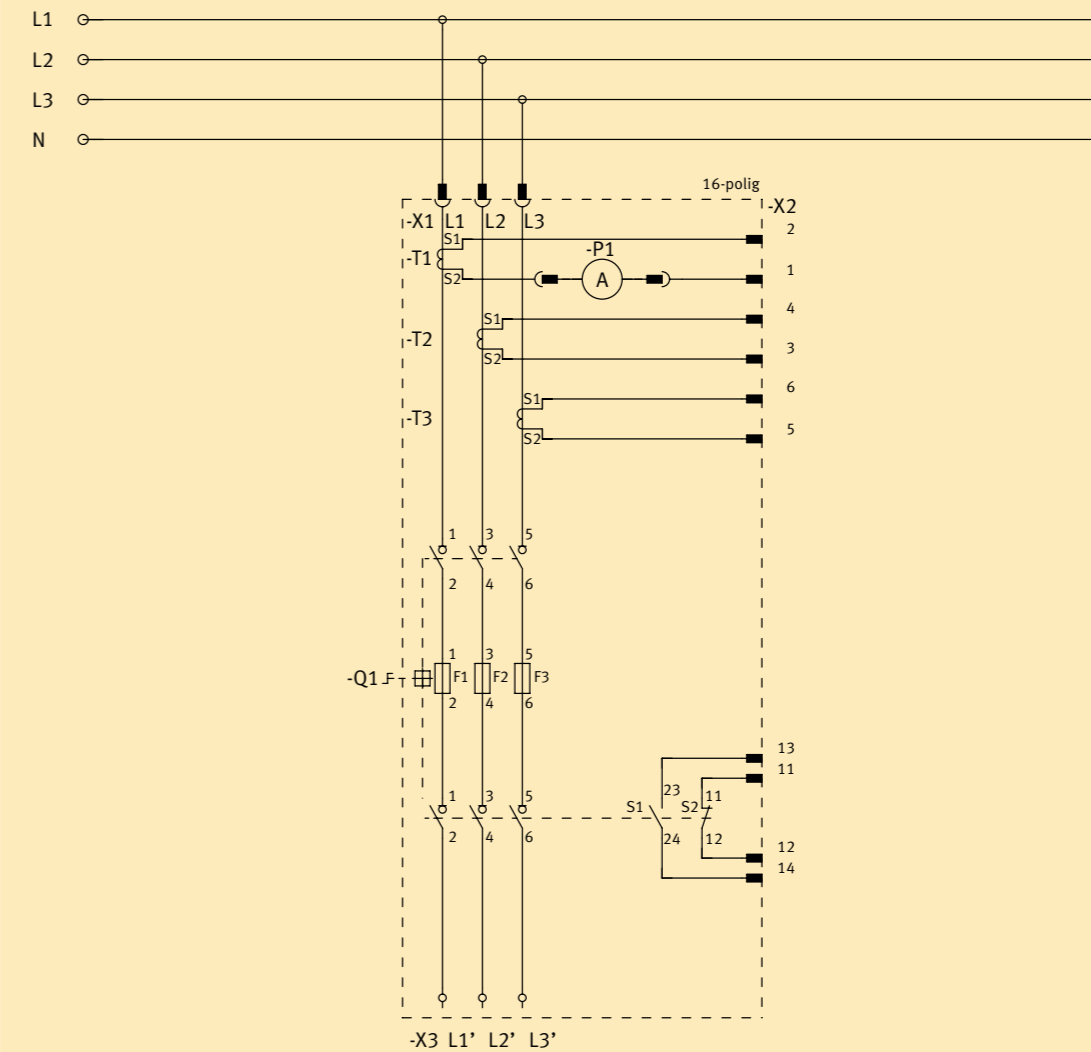 L1
L2
L3
N
16-polig
-X1 L1 L2 L3
-X2
2
S1
-P1
-T1
A
1
S2
4
S1
-T2
3
S2
6
S1
-T3
5
S2
1 3 5
2 4 6
1 3 5
-Q1 F1 F2 F3
2 4 6
13
11
23
1 3 5 11
S1 S2
2 4 6 24 12
12
14
-X3 L1’ L2’ L3’